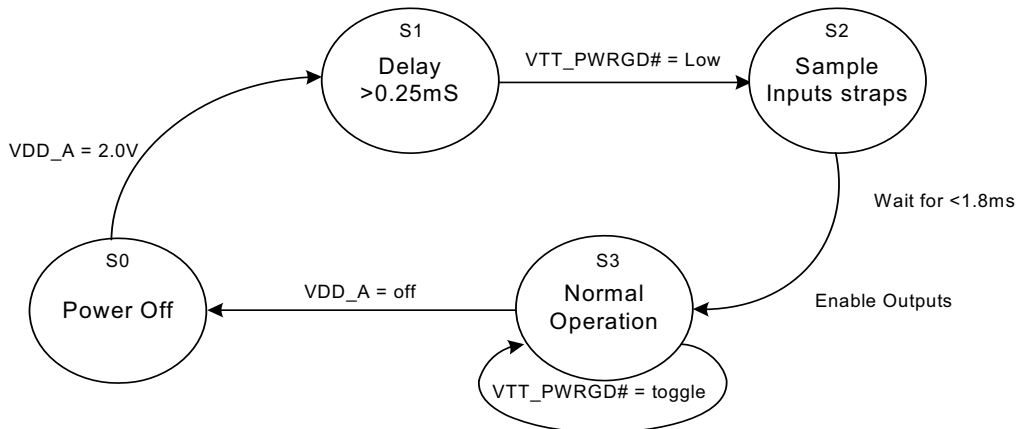 S1
Delay
>0.25mS
VTT_PWRGD# = Low
S2
Sample
Inputs straps
VDD_A = 2.0V
Wait for <1.8ms
S0
Power Off
VDD_A = off
S3
Normal
Operation
Enable Outputs
VTT_PWRGD# = toggle